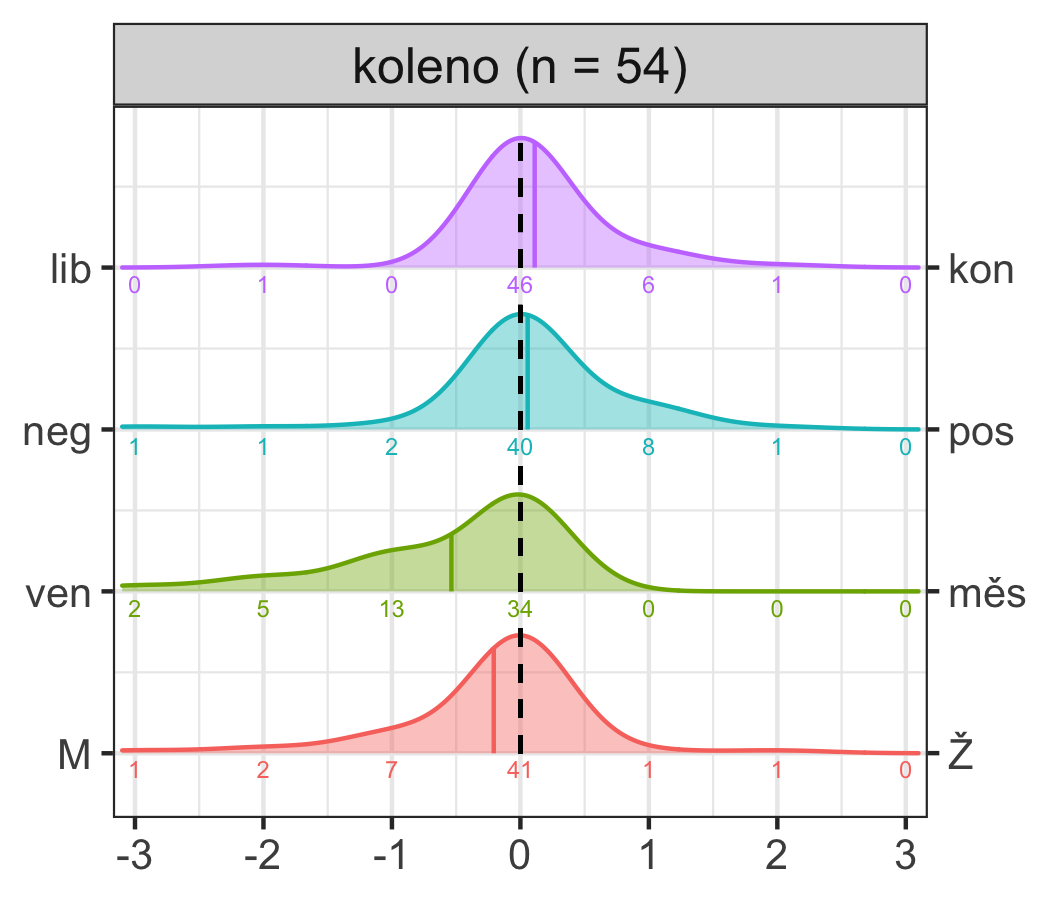 koleno (n = 54)
lib kon
0 1 0 46 6 1 0
neg pos
1 1 2 40 8 1 0
ven měs
2 5 13 34 0 0 0
M Ž
1 2 7 41 1 1 0
-3 -2 -1 0 1 2 3